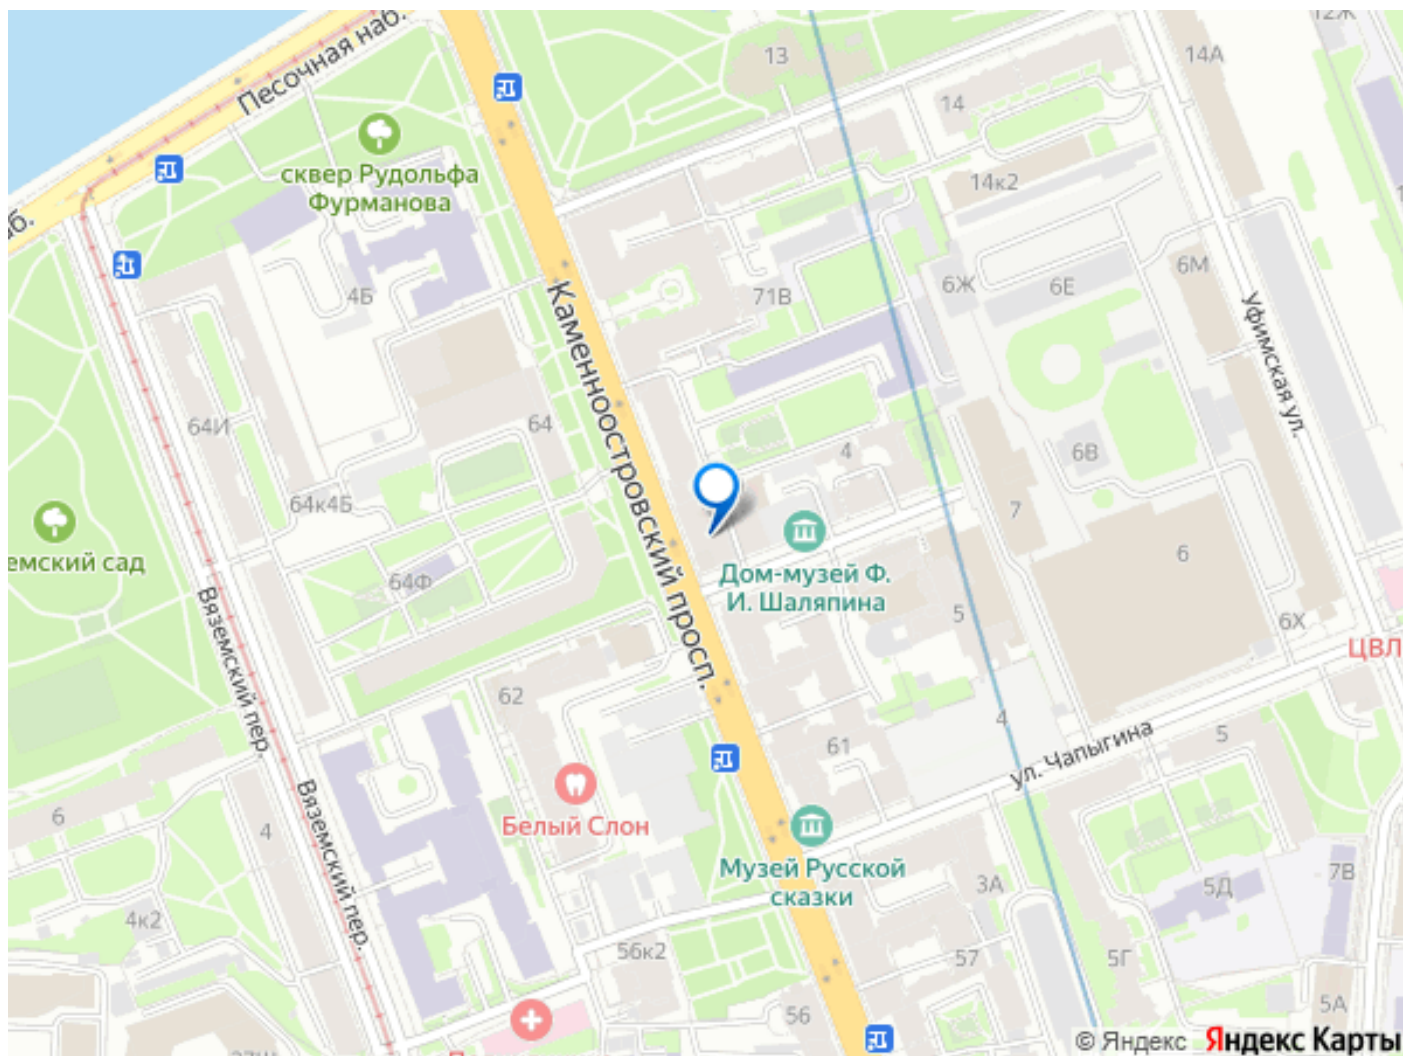 Песочная наб.
12Ж
14А
13
14
сквер Рудольфа
Фурманова
14к2
наб.
4Б
71В
6Ж
6Е
6М
Каменноостровский просп.
Уфимская ул.
64И
64
4
6В
64к4Б
7
емский сад
Дом-музей Ф.
И. Шаляпина
6
64Ф
5
6Х
ЦВЛ
Вяземский пер.
62
4
61
ул. Чапыгина
5
Вяземский пер.
Белый Слон
6
4
Музей Русской
сказки
3А
5Д
7В
4к2
56к2
57
5Г
56
5А
© Яндекс Яндекс Карты